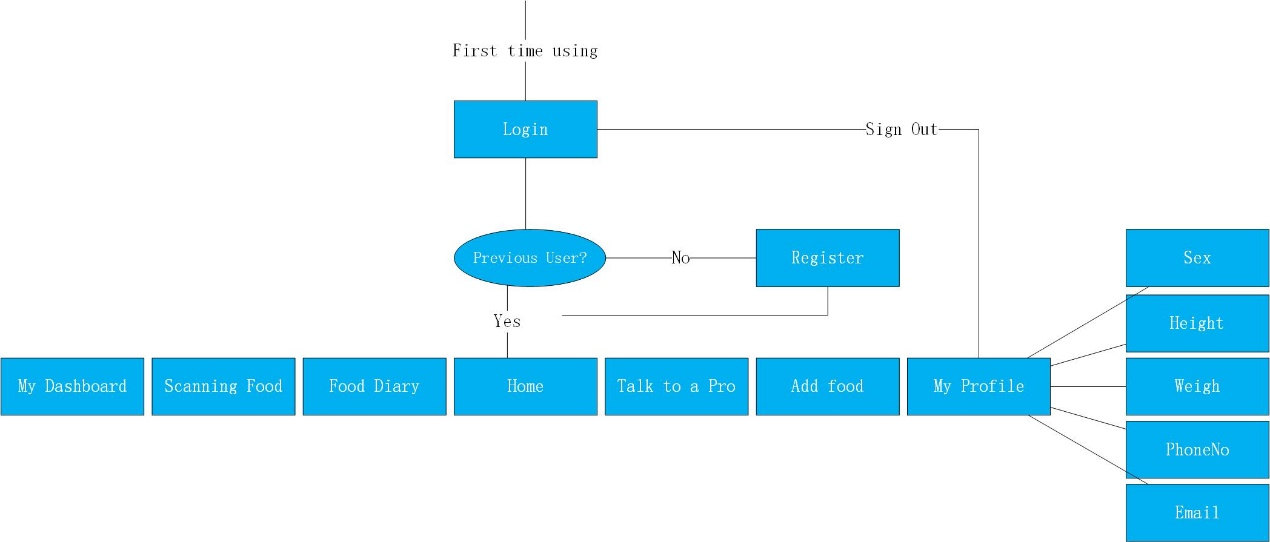 First time using
Login
Sign Out
Previous User?
No
Register
Sex
Yes
Height
My Dashboard
Scanning Food
Food Diary
Home
Talk to a Pro
Add food
My Profile
Weigh
PhoneNo
Email